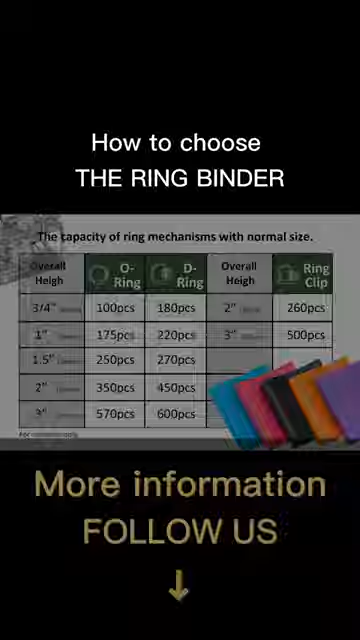 How to choose
THE RING BINDER
The capacity of ring mechanisms with normal size.
Overall Heigh O-Ring D-Ring Overall Heigh Ring Clip
3/4" 100pcs 180pcs 2" 260pcs
1" 175pcs 220pcs 3" 500pcs
1.5" 250pcs 270pcs
2" 350pcs 450pcs
3" 570pcs 600pcs
More information
FOLLOW US
↓